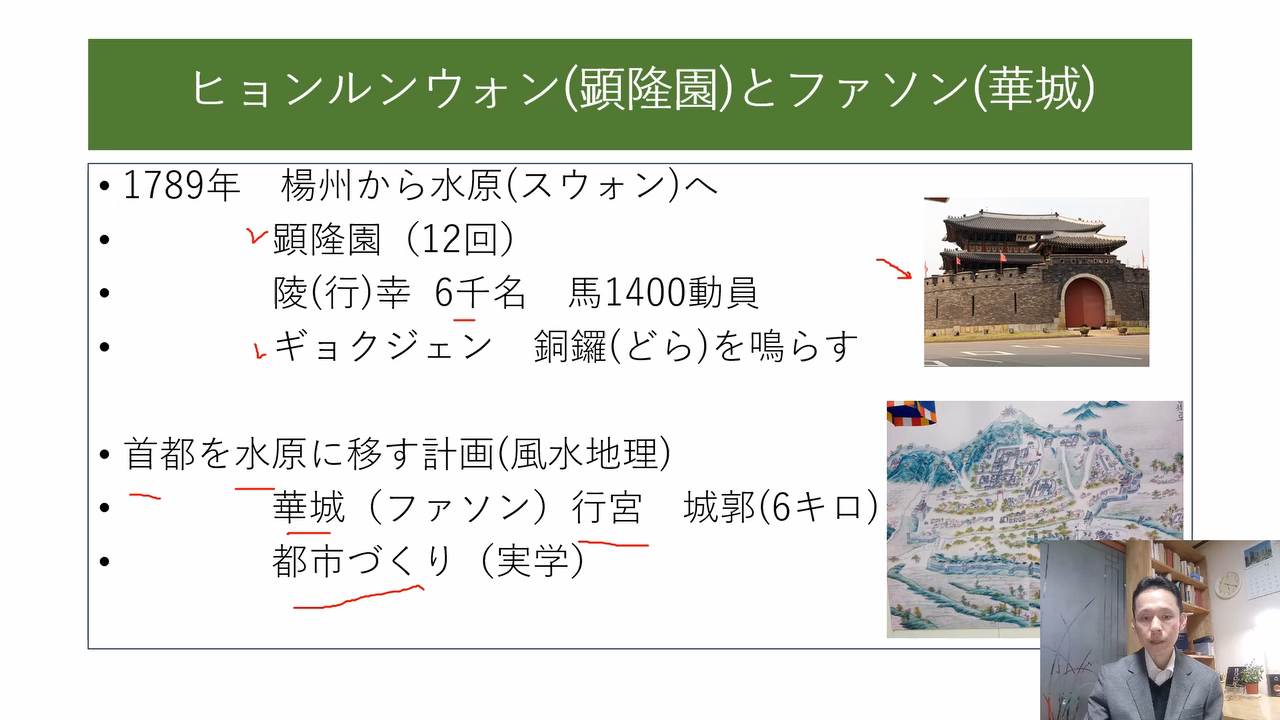 ヒョンルンウォン(顕隆園)とファソン(華城)
• 1789年　楊州から水原(スウォン)へ
• 顕隆園（12回）
• 陵(行)幸 6千名　馬1400動員
• ギョクジェン　銅鑼(どら)を鳴らす
• 首都を水原に移す計画(風水地理)
• 華城（ファソン）行宮　城郭(6キロ)
• 都市づくり（実学）